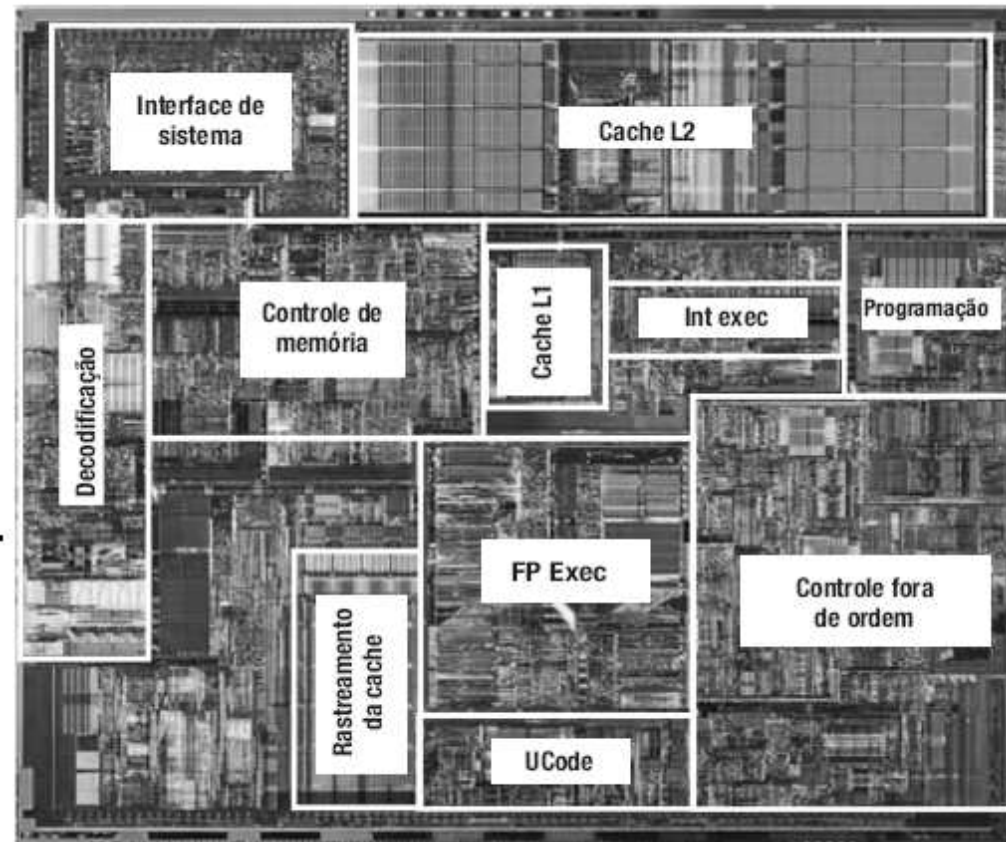 Interface de
sistema
Cache L2
Decodificação
Controle de
memória
Cache L1
Int exec
Programação
Rastreamento
da cache
FP Exec
UCode
Controle fora
de ordem